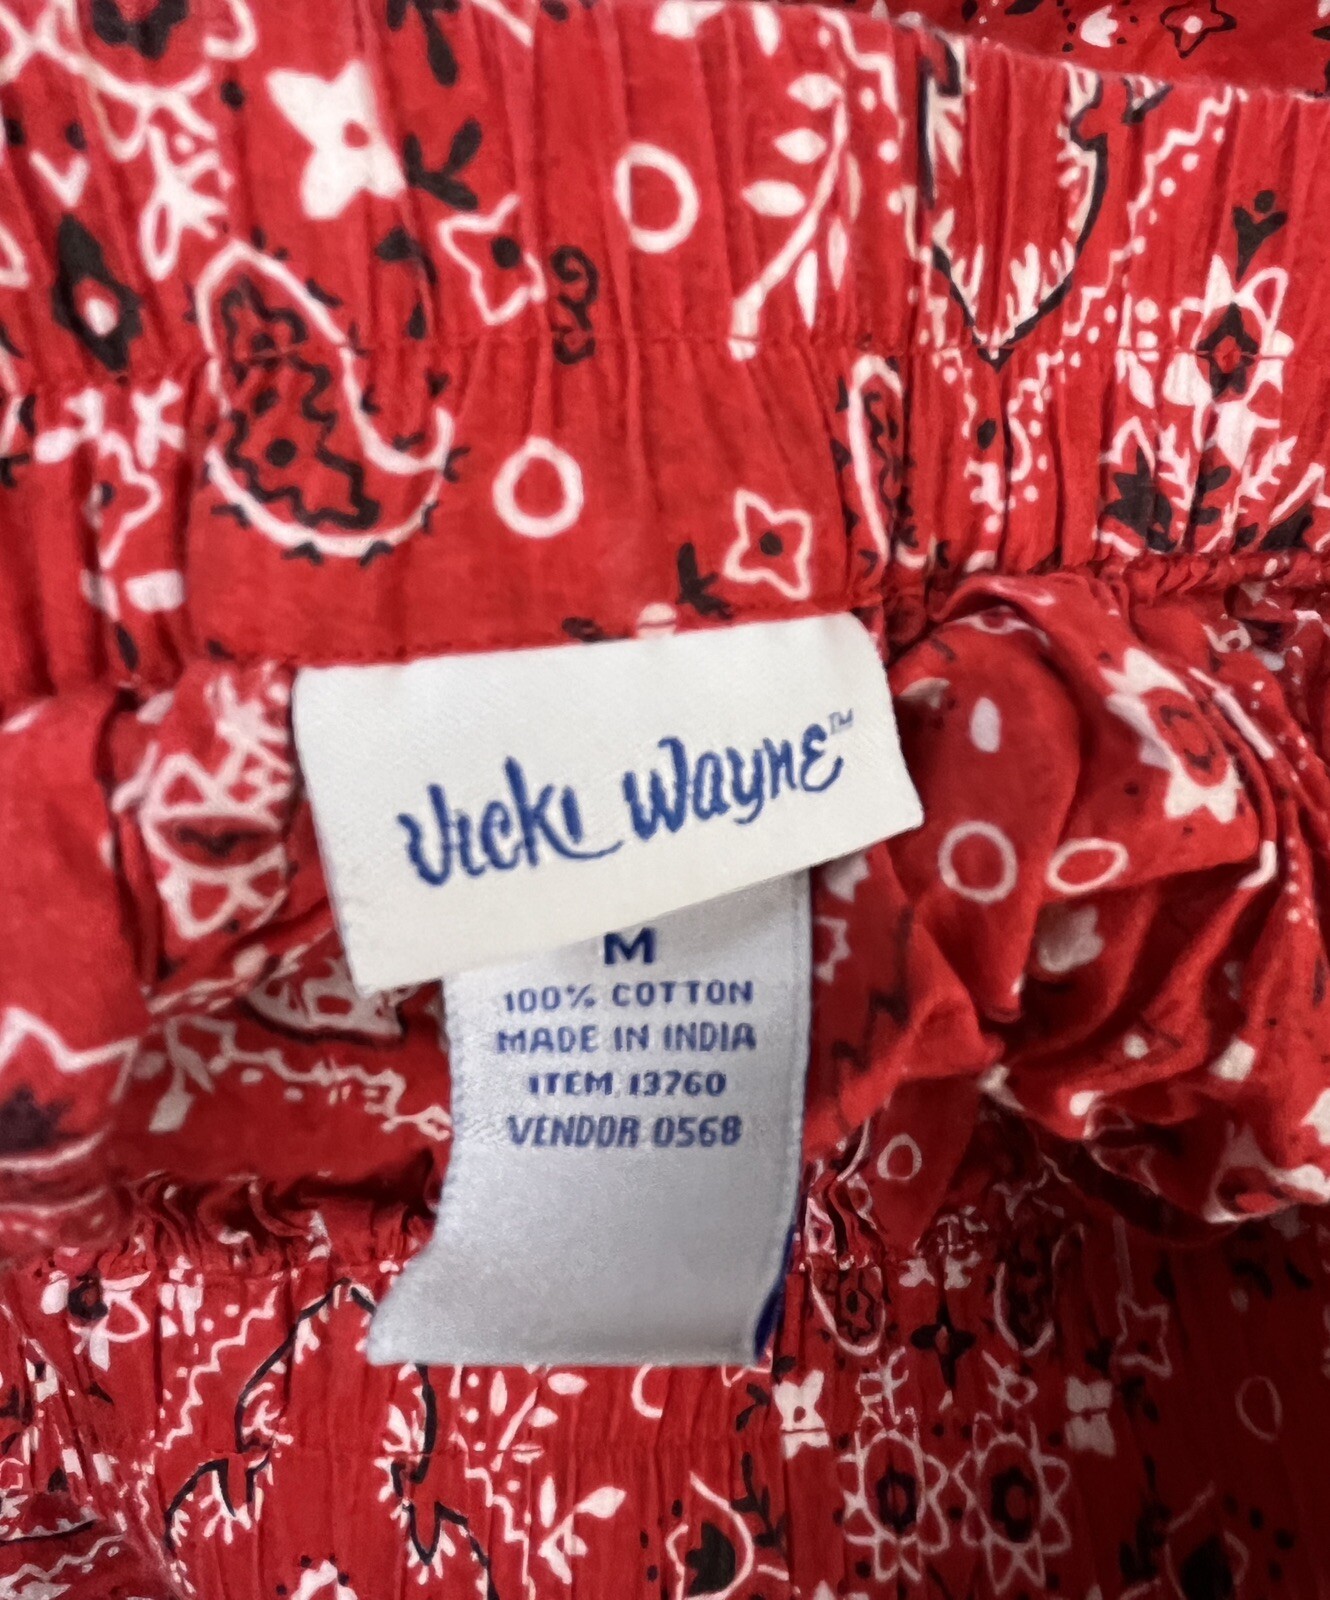 Vicki Wayne™
M
100% COTTON
MADE IN INDIA
ITEM 13760
VENDOR 0568